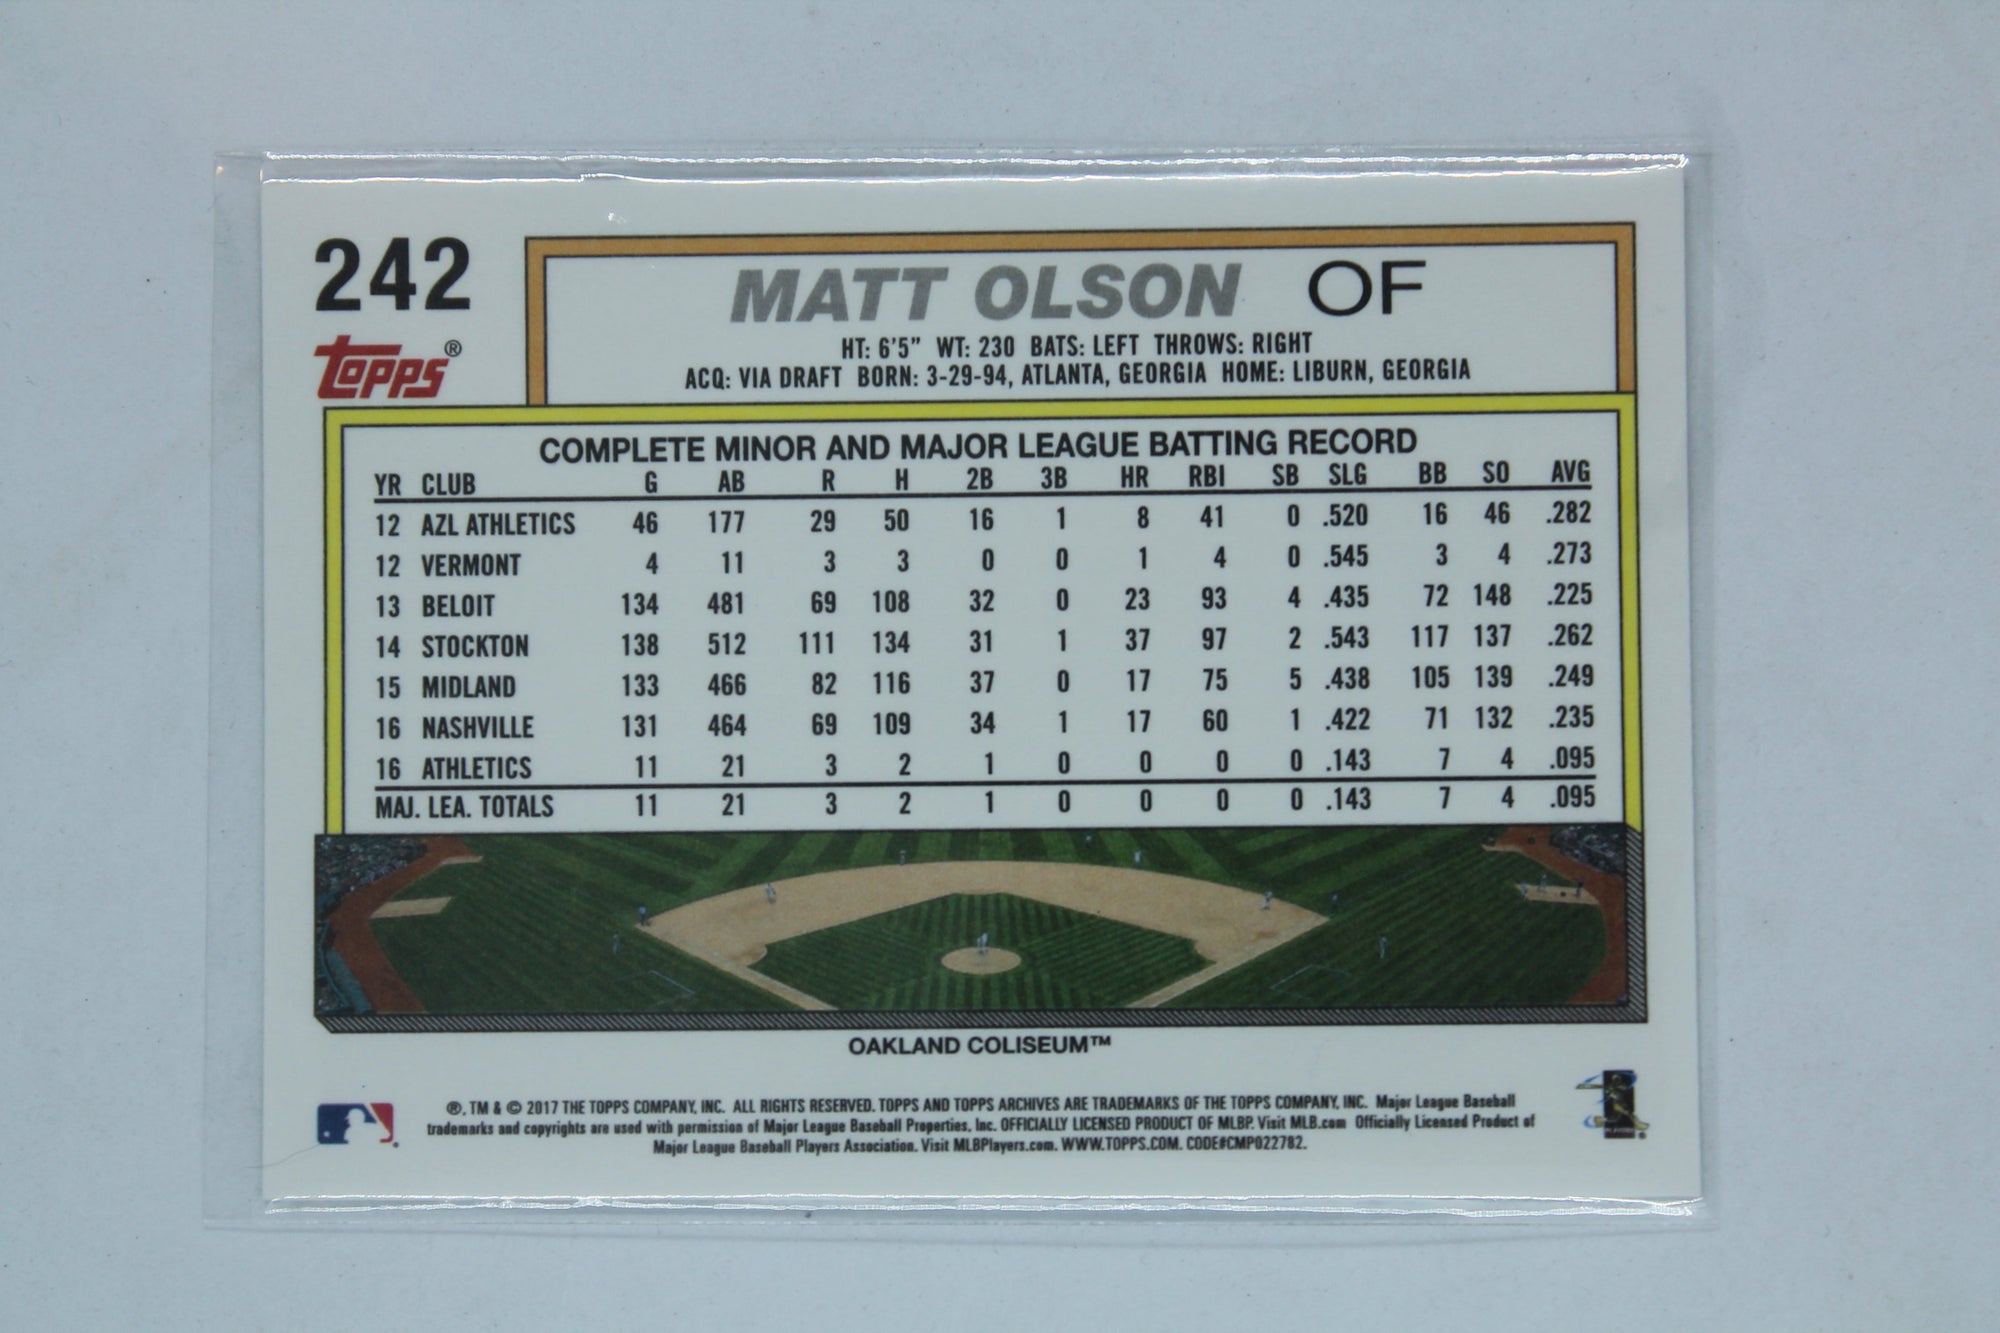 242
Topps®
MATT OLSON OF
HT: 6'5" WT: 230 BATS: LEFT THROWS: RIGHT
ACQ: VIA DRAFT BORN: 3-29-94, ATLANTA, GEORGIA HOME: LIBURN, GEORGIA
COMPLETE MINOR AND MAJOR LEAGUE BATTING RECORD
YR CLUB G AB R H 2B 3B HR RBI SB SLG BB SO AVG
12 AZL ATHLETICS 46 177 29 50 16 1 8 41 0 .520 16 46 .282
12 VERMONT 4 11 3 3 0 0 1 4 0 .545 3 4 .273
13 BELOIT 134 481 69 108 32 0 23 93 4 .435 72 148 .225
14 STOCKTON 138 512 111 134 31 1 37 97 2 .543 117 137 .262
15 MIDLAND 133 466 82 116 37 0 17 75 5 .438 105 139 .249
16 NASHVILLE 131 464 69 109 34 1 17 60 1 .422 71 132 .235
16 ATHLETICS 11 21 3 2 1 0 0 0 0 .143 7 4 .095
MAJ. LEA. TOTALS 11 21 3 2 1 0 0 0 0 .143 7 4 .095
OAKLAND COLISEUM™
®, TM & © 2017 THE TOPPS COMPANY, INC. ALL RIGHTS RESERVED. TOPPS AND TOPPS ARCHIVES ARE TRADEMARKS OF THE TOPPS COMPANY, INC. Major League Baseball
trademarks and copyrights are used with permission of Major League Baseball Properties, Inc. OFFICIALLY LICENSED PRODUCT OF MLBP. Visit MLB.com Officially Licensed Product of
Major League Baseball Players Association. Visit MLBPlayers.com. WWW.TOPPS.COM. CODE#CMP022782.